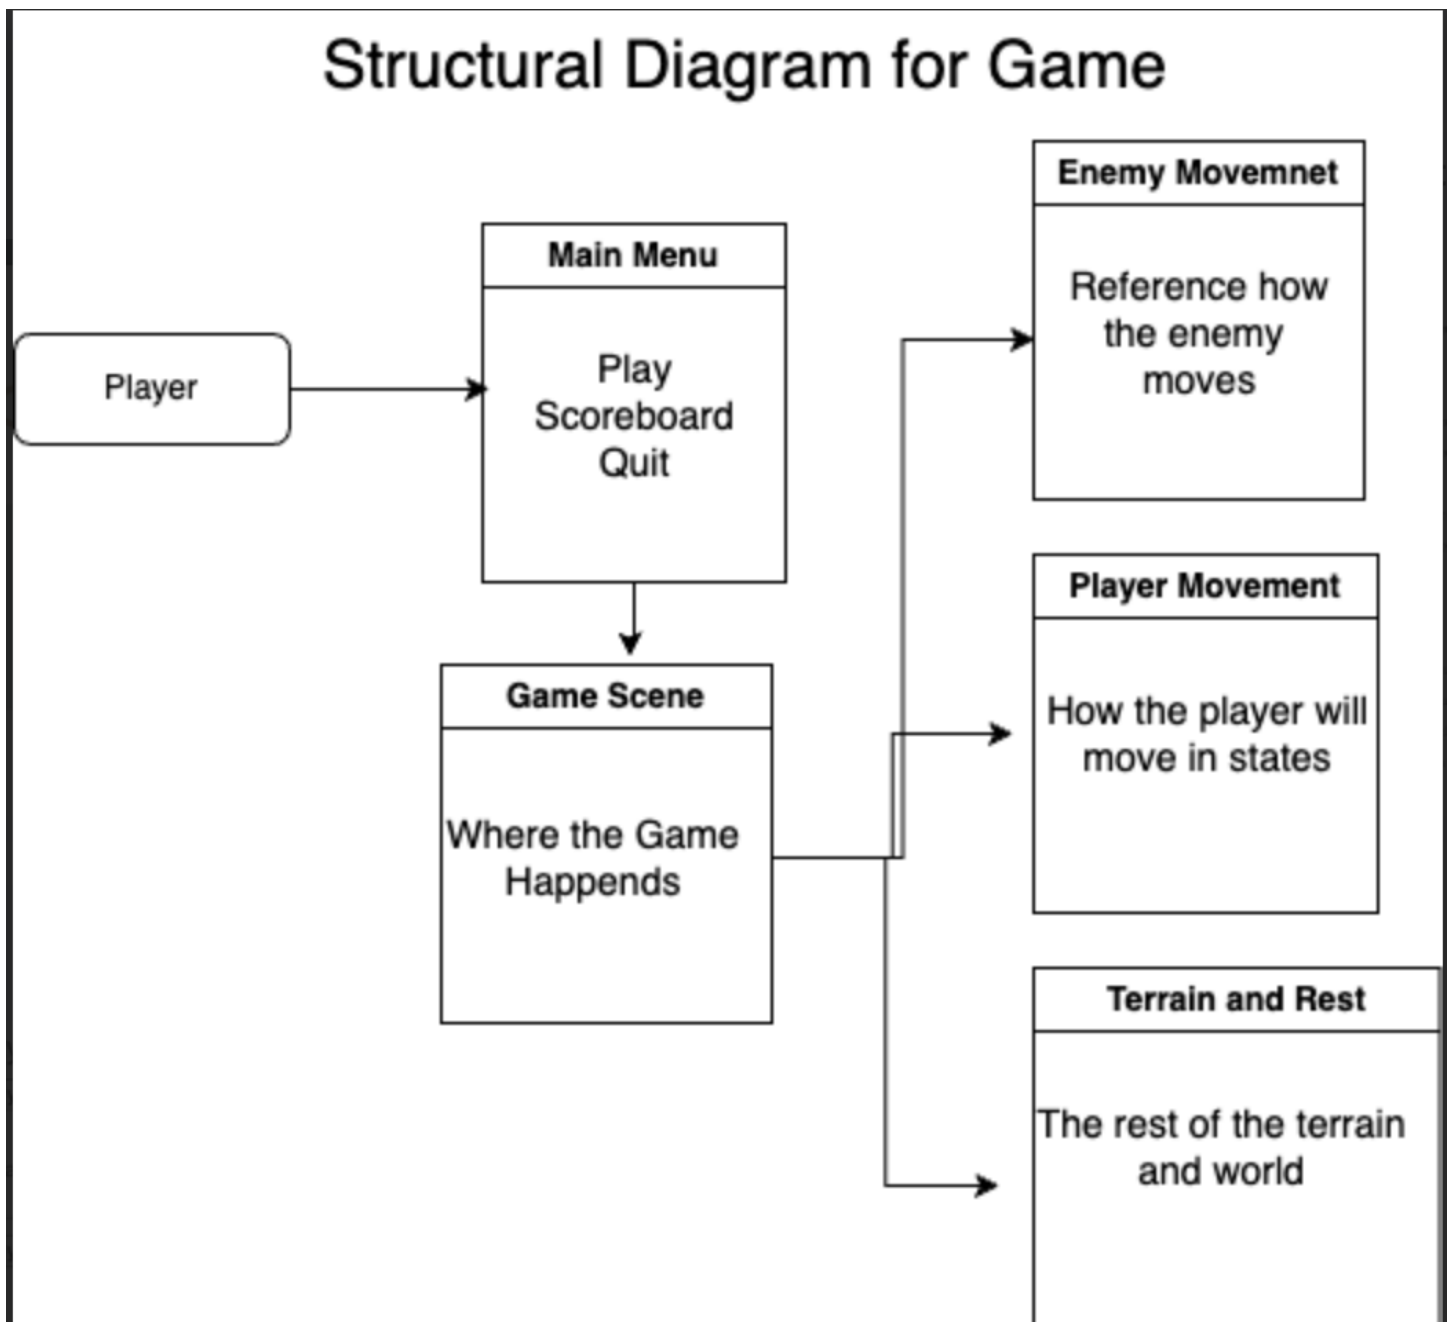 Structural Diagram for Game
Player
Main Menu
Play
Scoreboard
Quit
Game Scene
Where the Game
Happends
Enemy Movemnet
Reference how
the enemy
moves
Player Movement
How the player will
move in states
Terrain and Rest
The rest of the terrain
and world